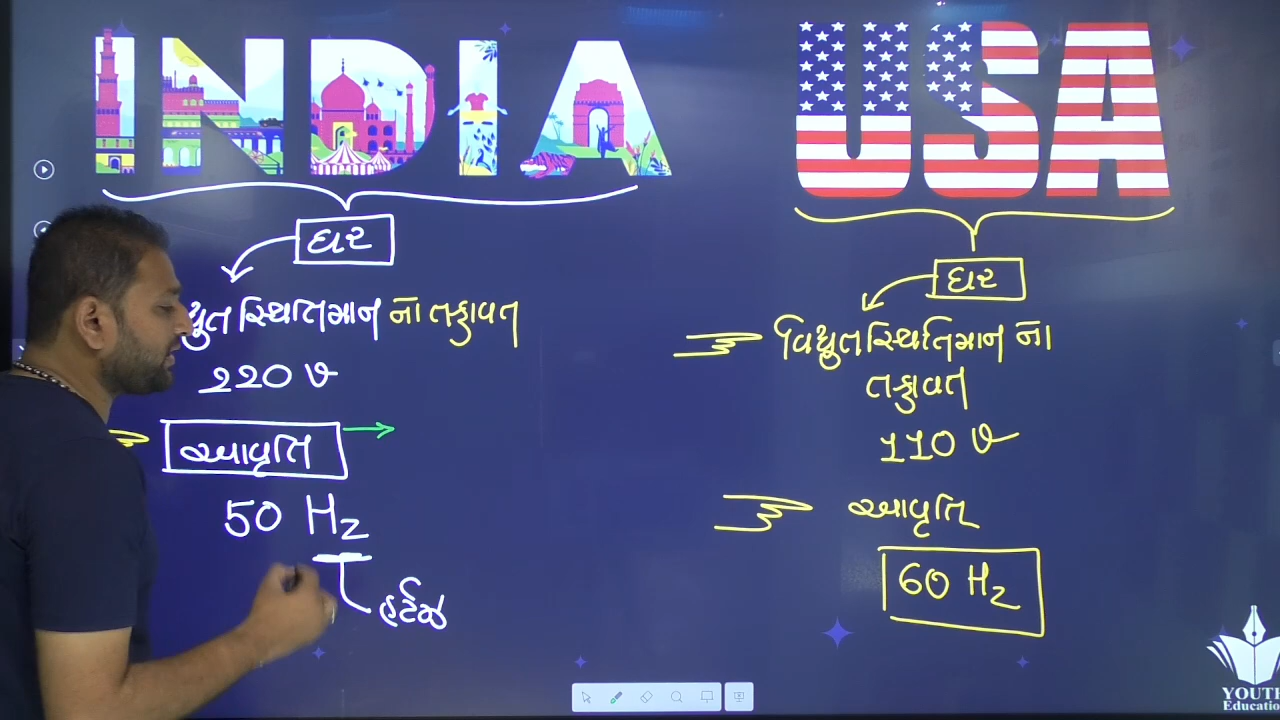 INDIA
ઘર
સ્થિતિમાન ના તફાવત
220 V
આવૃતિ
50 Hz
હર્ટઝ
USA
ઘર
વિદ્યુતસ્થિતિમાન ના
તફાવત
110 V
આવૃતિ
60 Hz
YOUTH
Education